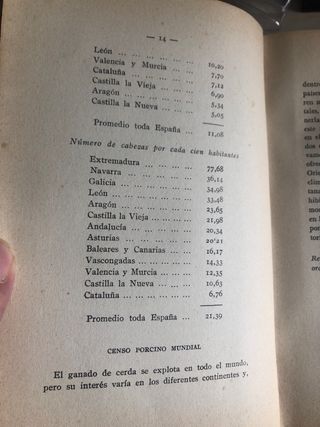 — 14 —
León ... ... ... ... ... ... 10,20
Valencia y Murcia ... ... ... 7,70
Cataluña ... ... ... ... ... 7,12
Castilla la Vieja ... ... ... 6,90
Aragón ... ... ... ... ... ... 5,54
Castilla la Nueva ... ... ... 5,05
Promedio toda España ... ... 11,08
Número de cabezas por cada cien habitantes
Extremadura ... ... ... ... 77,68
Navarra ... ... ... ... ... 36,14
Galicia ... ... ... ... ... 34,98
León ... ... ... ... ... ... 33,48
Aragón ... ... ... ... ... 23,65
Castilla la Vieja ... ... ... 21,98
Andalucía ... ... ... ... ... 20,34
Asturias ... ... ... ... ... 20'21
Baleares y Canarias ... ... ... 16,17
Vascongadas ... ... ... ... 14,33
Valencia y Murcia ... ... ... 12,35
Castilla la Nueva ... ... ... 10,63
Cataluña ... ... ... ... ... 6,76
Promedio toda España ... ... 21,39
CENSO PORCINO MUNDIAL
El ganado de cerda se explota en todo el mundo,
pero su interés varía en los diferentes continentes y,